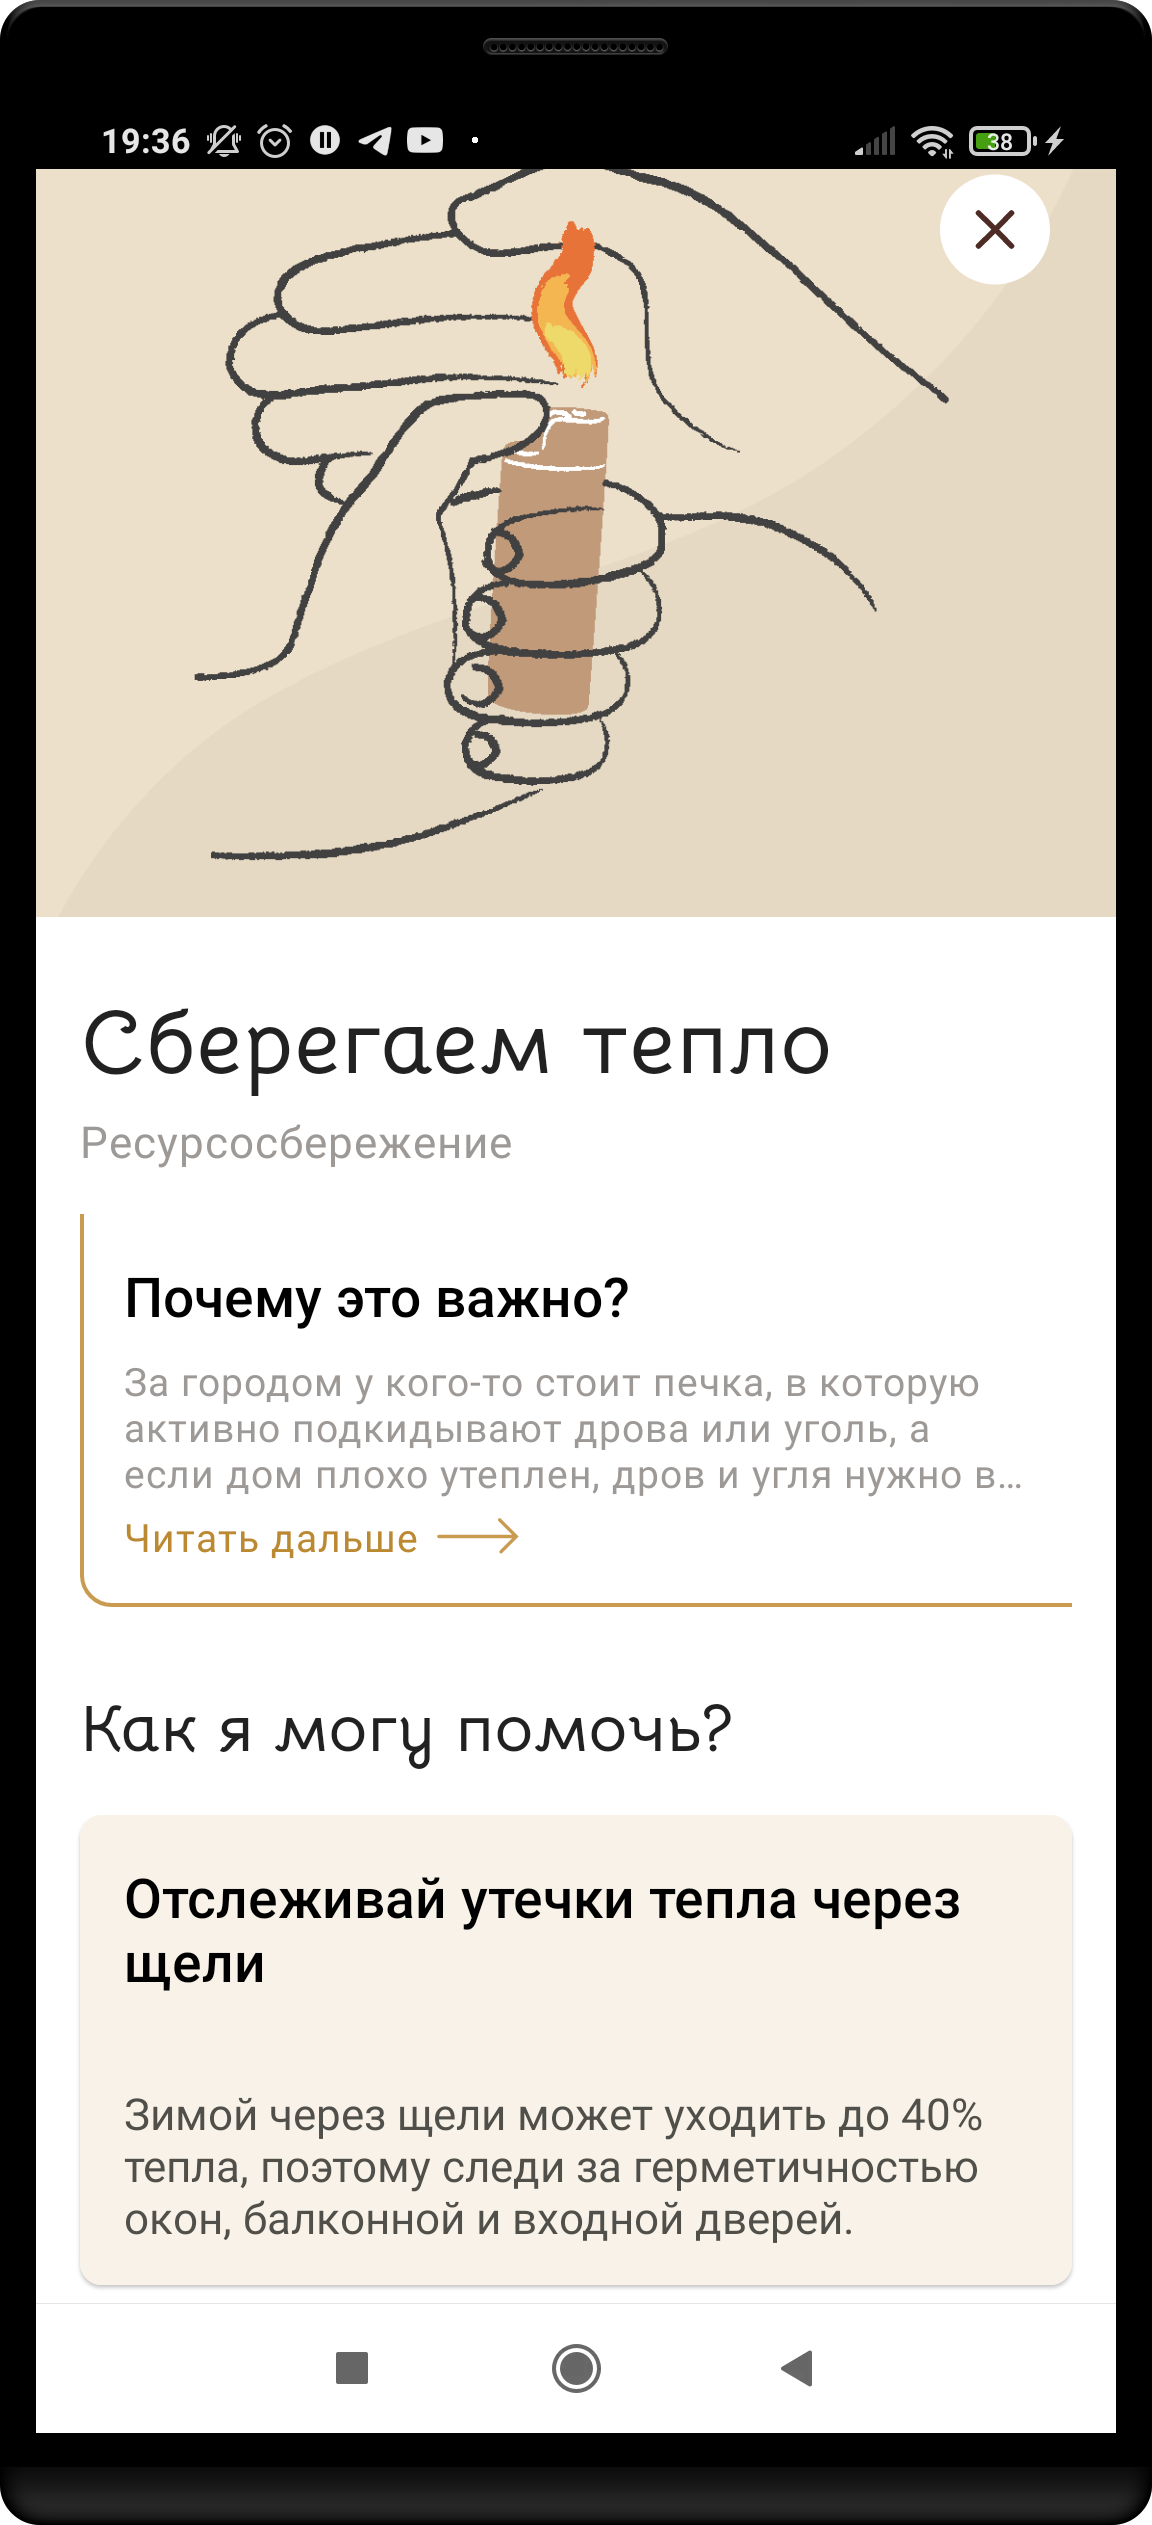 19:36
38
Сберегаем тепло
Ресурсосбережение
Почему это важно?
За городом у кого-то стоит печка, в которую
активно подкидывают дрова или уголь, а
если дом плохо утеплен, дров и угля нужно в…
Читать дальше
Как я могу помочь?
Отслеживай утечки тепла через
щели
Зимой через щели может уходить до 40%
тепла, поэтому следи за герметичностью
окон, балконной и входной дверей.